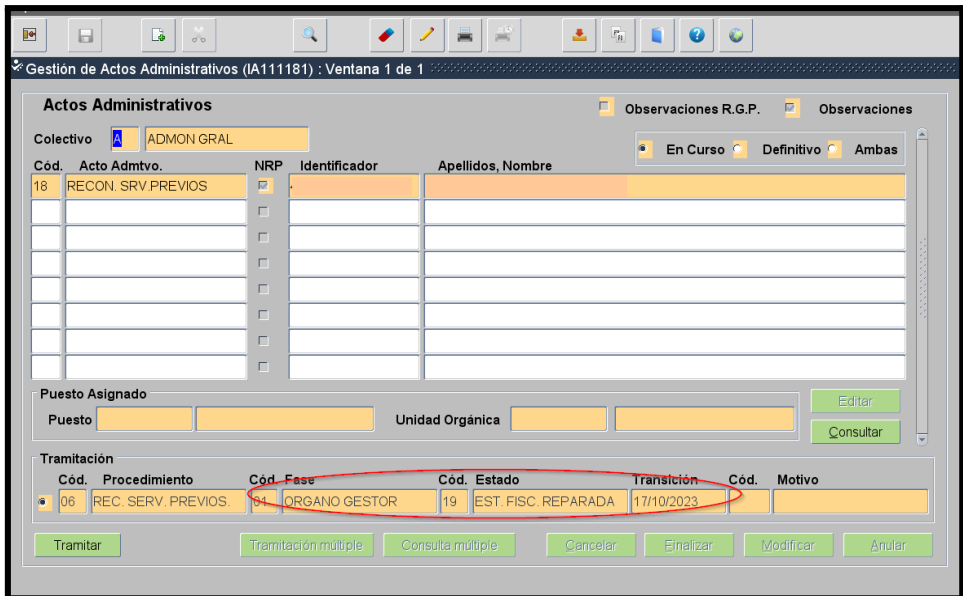 Gestión de Actos Administrativos (IA111181) : Ventana 1 de 1
Actos Administrativos
Observaciones R.G.P. Observaciones
Colectivo A ADMON GRAL
En Curso Definitivo Ambas
Cód. Acto Admtvo. NRP Identificador Apellidos, Nombre
18 RECON. SRV.PREVIOS
Puesto Asignado
Puesto Unidad Orgánica
Editar
Consultar
Tramitación
Cód. Procedimiento Cód. Fase Cód. Estado Transición Cód. Motivo
06 REC. SERV. PREVIOS. 01 ORGANO GESTOR 19 EST. FISC. REPARADA 17/10/2023
Tramitar Tramitación múltiple Consulta múltiple Cancelar Finalizar Modificar Anular